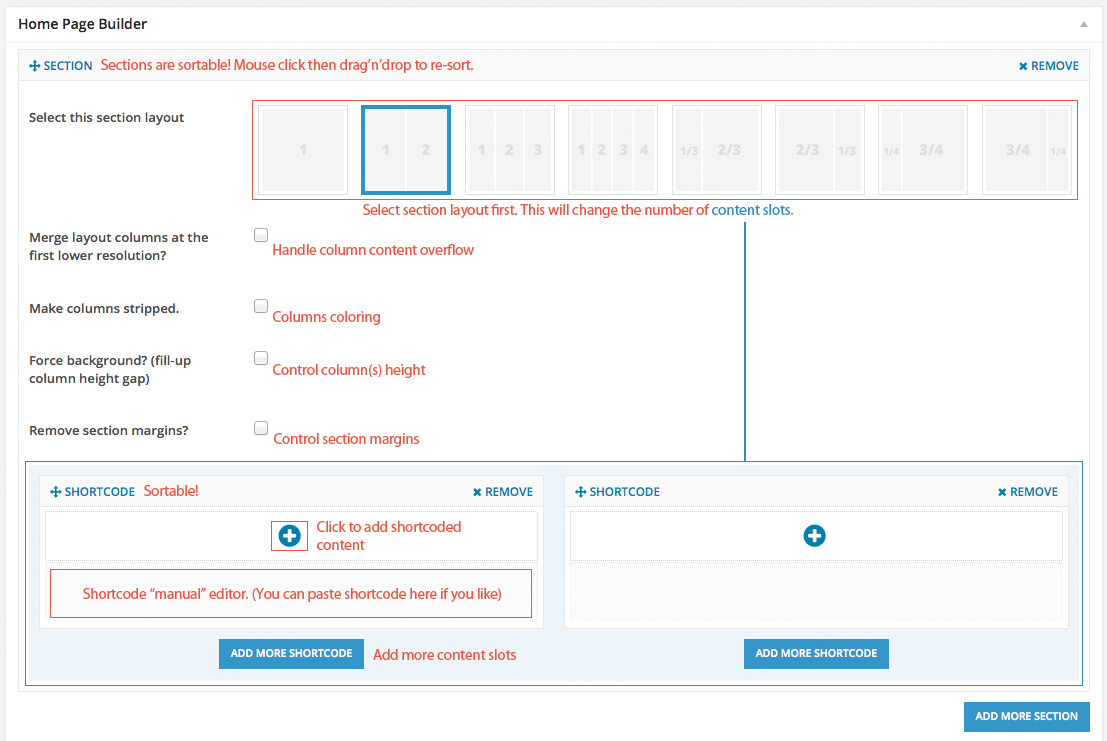 Home Page Builder
SECTION Sections are sortable! Mouse click then drag'n'drop to re-sort. REMOVE
Select this section layout
1 1 2 1 2 3 1 2 3 4 1/3 2/3 2/3 1/3 1/4 3/4 3/4 1/4
Select section layout first. This will change the number of content slots.
Merge layout columns at the
first lower resolution?
Handle column content overflow
Make columns stripped.
Columns coloring
Force background? (fill-up
column height gap)
Control column(s) height
Remove section margins?
Control section margins
SHORTCODE Sortable! REMOVE
Click to add shortcoded
content
Shortcode “manual” editor. (You can paste shortcode here if you like)
ADD MORE SHORTCODE Add more content slots
SHORTCODE REMOVE
ADD MORE SHORTCODE
ADD MORE SECTION